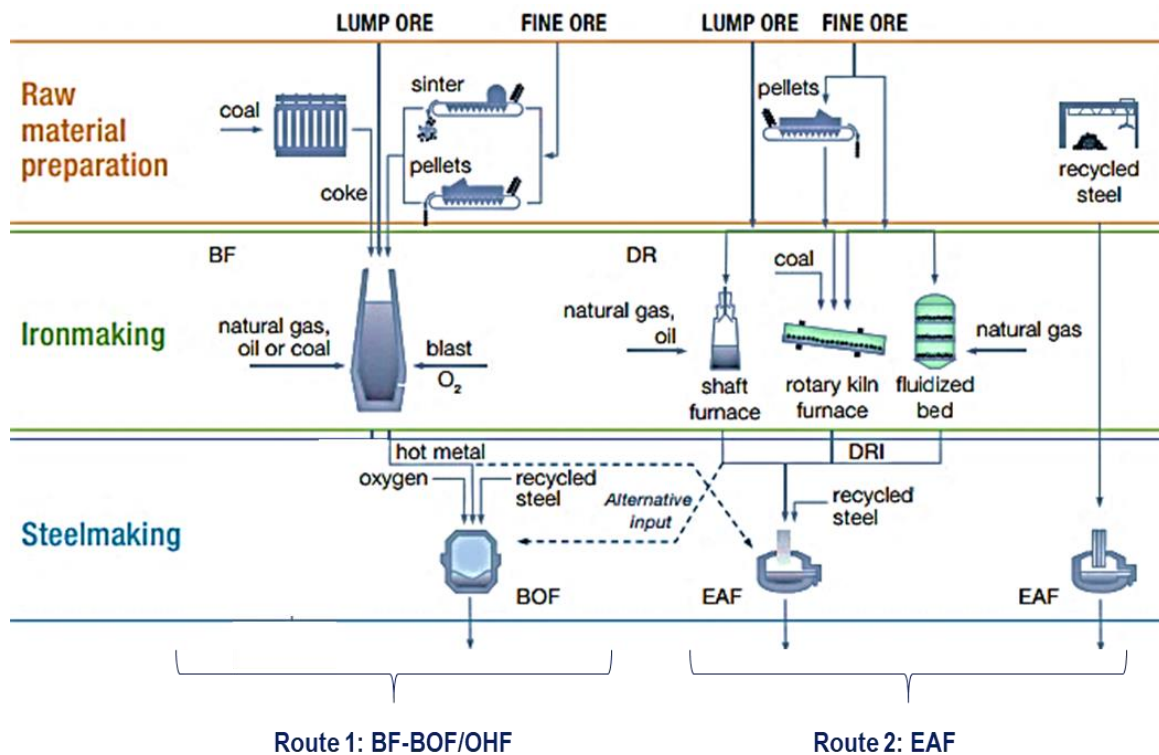 LUMP ORE
FINE ORE
LUMP ORE
FINE ORE
Raw
material
preparation
coal
coke
sinter
pellets
pellets
recycled
steel
Ironmaking
BF
natural gas,
oil or coal
blast
O₂
DR
coal
natural gas,
oil
natural gas
shaft
furnace
rotary kiln
furnace
fluidized
bed
Steelmaking
hot metal
oxygen
recycled
steel
Alternative
input
DRI
recycled
steel
BOF
EAF
EAF
Route 1: BF-BOF/OHF
Route 2: EAF